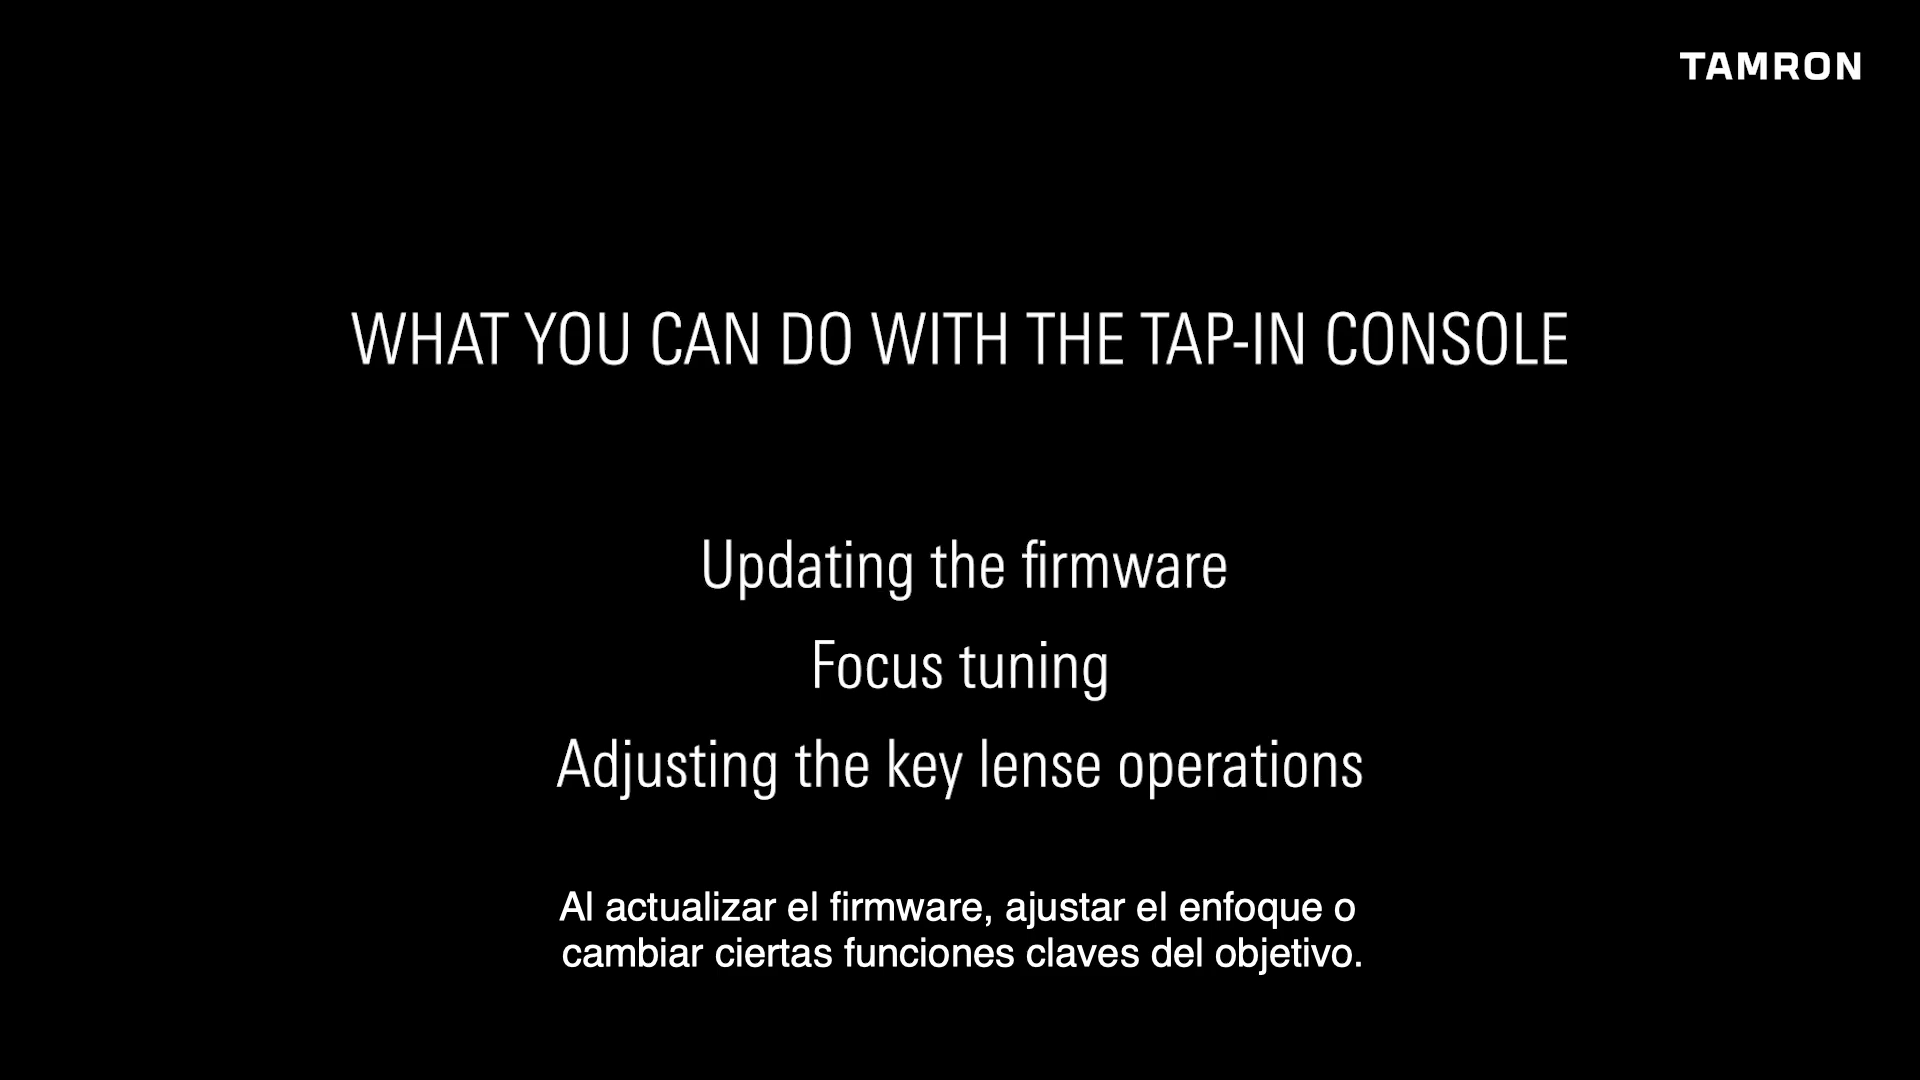 TAMRON
WHAT YOU CAN DO WITH THE TAP-IN CONSOLE
Updating the firmware
Focus tuning
Adjusting the key lense operations
Al actualizar el firmware, ajustar el enfoque o
cambiar ciertas funciones claves del objetivo.